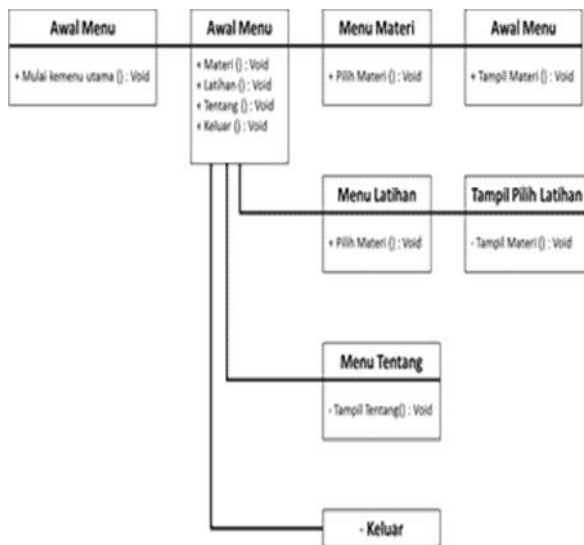 Awal Menu
+ Mulai kemenu utama () : Void
Awal Menu
+ Materi () : Void
+ Latihan () : Void
+ Tentang () : Void
+ Keluar () : Void
Menu Materi
+ Pilih Materi () : Void
Awal Menu
+ Tampil Materi () : Void
Menu Latihan
+ Pilih Materi () : Void
Tampil Pilih Latihan
- Tampil Materi () : Void
Menu Tentang
- Tampil Tentang() : Void
- Keluar